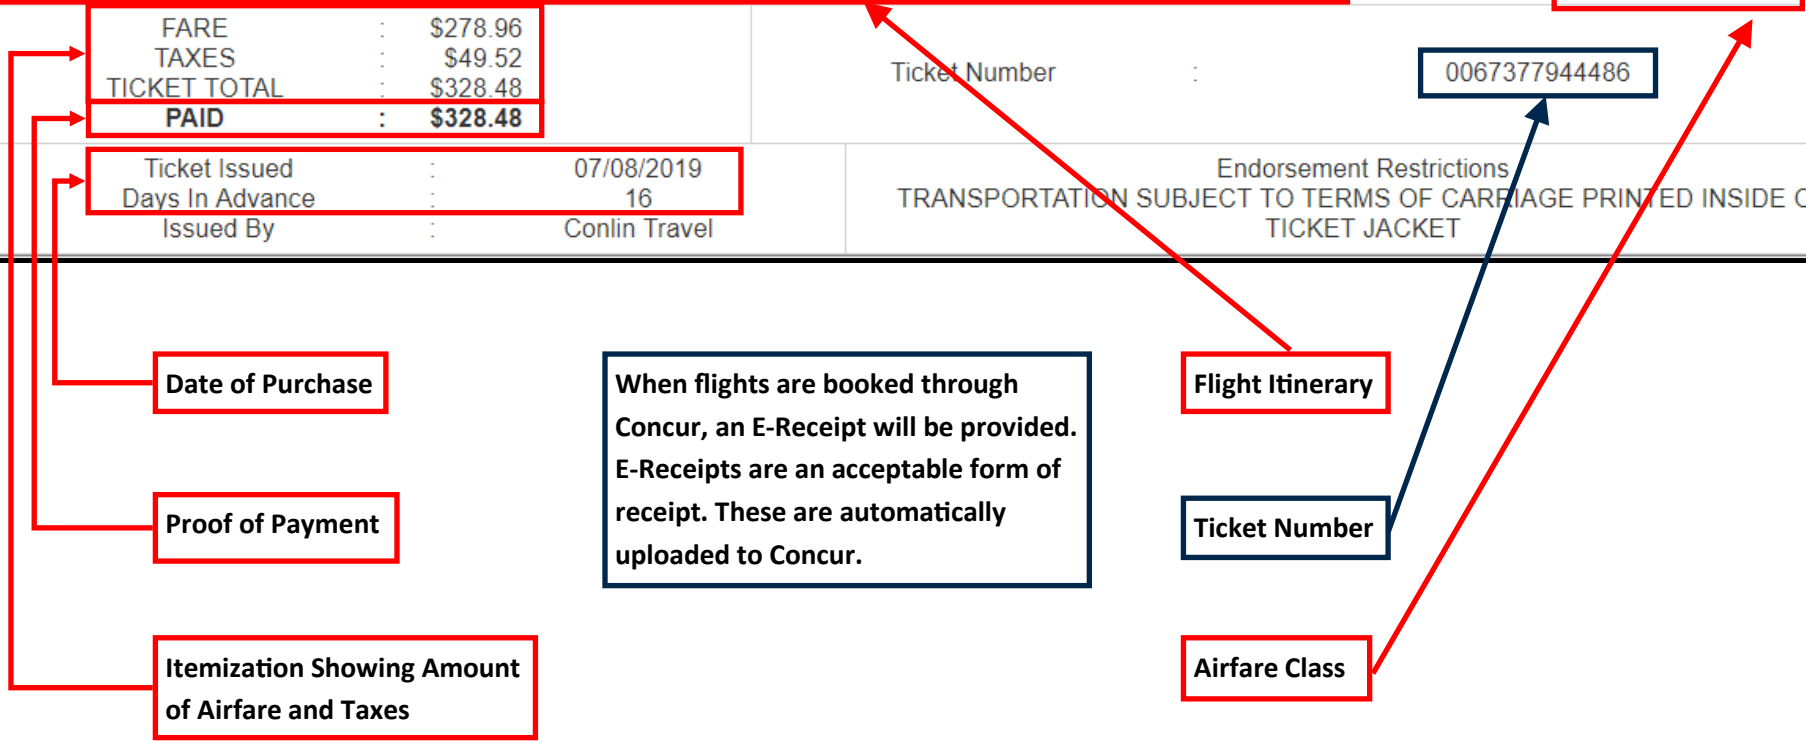 FARE : $278.96
TAXES : $49.52
TICKET TOTAL : $328.48
PAID : $328.48
Ticket Number : 0067377944486
Ticket Issued : 07/08/2019
Days In Advance : 16
Issued By : Conlin Travel
Endorsement Restrictions
TRANSPORTATION SUBJECT TO TERMS OF CARRIAGE PRINTED INSIDE
TICKET JACKET
Date of Purchase
Proof of Payment
Itemization Showing Amount
of Airfare and Taxes
When flights are booked through
Concur, an E-Receipt will be provided.
E-Receipts are an acceptable form of
receipt. These are automatically
uploaded to Concur.
Flight Itinerary
Ticket Number
Airfare Class